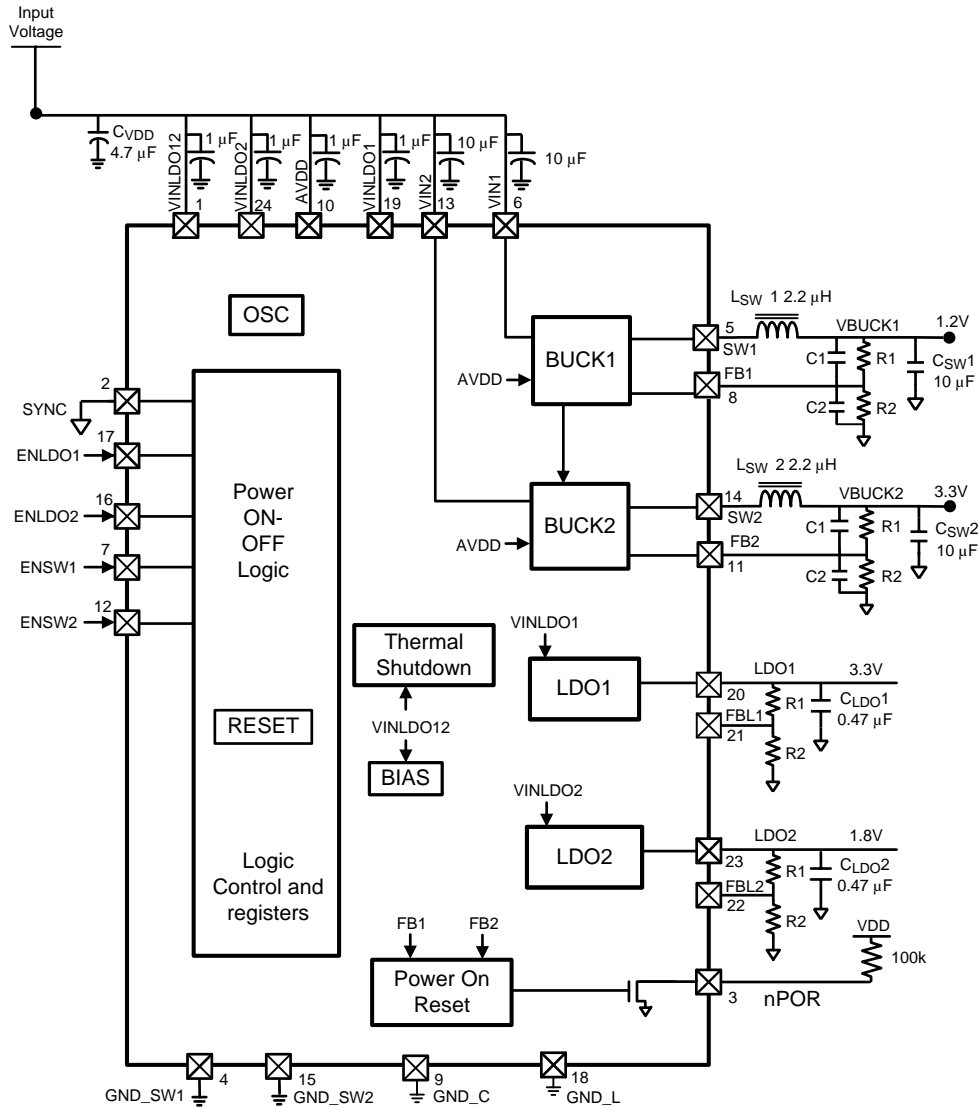 Input
Voltage
CVDD
4.7 µF
VINLDO12
1 µF
VINLDO2
1 µF
AVDD
1 µF
VINLDO1
1 µF
VIN2
10 µF
VIN1
10 µF
1
24
10
19
13
6
OSC
2
SYNC
17
ENLDO1
16
ENLDO2
7
ENSW1
12
ENSW2
Power
ON-
OFF
Logic
RESET
Logic
Control and
registers
BUCK1
AVDD
BUCK2
AVDD
Thermal
Shutdown
VINLDO12
BIAS
VINLDO1
LDO1
VINLDO2
LDO2
FB1
FB2
Power On
Reset
LSW 1 2.2 µH
5
SW1
VBUCK1
1.2V
FB1
8
C1
R1
C2
R2
CSW1
10 µF
LSW 2 2.2 µH
14
SW2
VBUCK2
3.3V
FB2
11
C1
R1
C2
R2
CSW2
10 µF
LDO1
3.3V
20
FBL1
21
R1
R2
CLDO1
0.47 µF
LDO2
1.8V
23
FBL2
22
R1
R2
CLDO2
0.47 µF
VDD
100k
3
nPOR
GND_SW1
4
15
GND_SW2
9
GND_C
18
GND_L